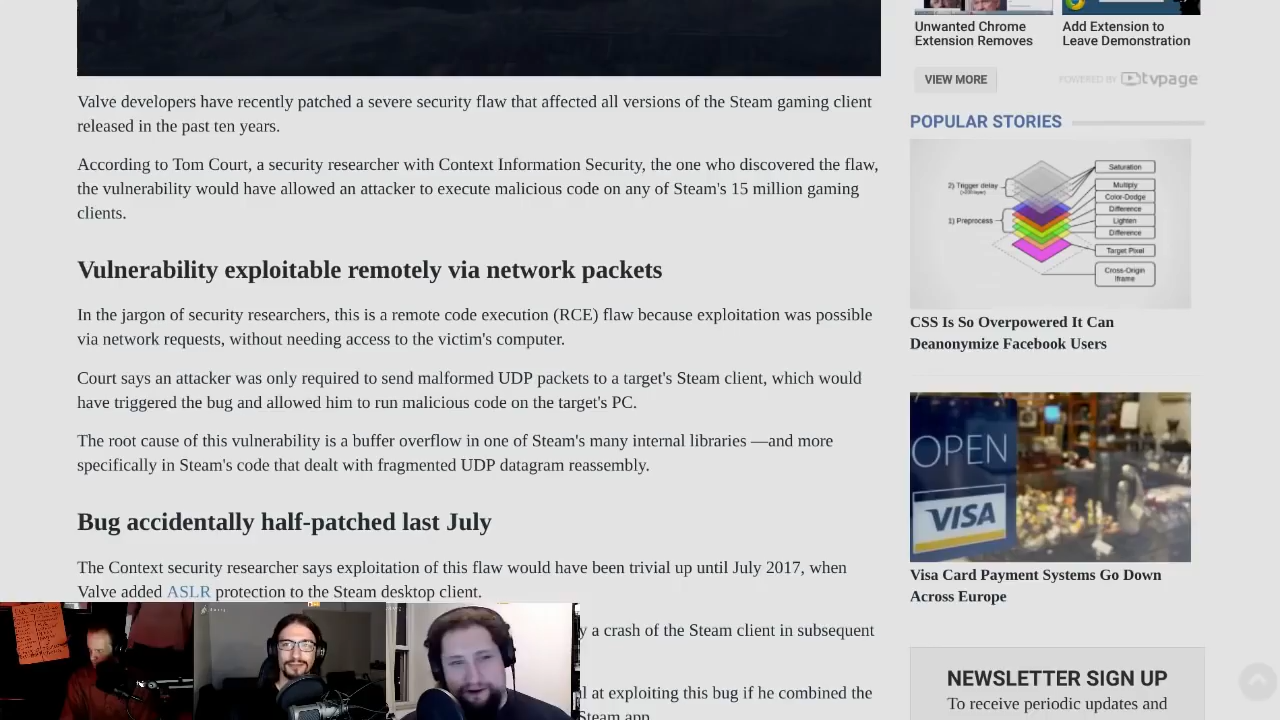 Valve developers have recently patched a severe security flaw that affected all versions of the Steam gaming client
released in the past ten years.
According to Tom Court, a security researcher with Context Information Security, the one who discovered the flaw,
the vulnerability would have allowed an attacker to execute malicious code on any of Steam's 15 million gaming
clients.
Vulnerability exploitable remotely via network packets
In the jargon of security researchers, this is a remote code execution (RCE) flaw because exploitation was possible
via network requests, without needing access to the victim's computer.
Court says an attacker was only required to send malformed UDP packets to a target's Steam client, which would
have triggered the bug and allowed him to run malicious code on the target's PC.
The root cause of this vulnerability is a buffer overflow in one of Steam's many internal libraries —and more
specifically in Steam's code that dealt with fragmented UDP datagram reassembly.
Bug accidentally half-patched last July
The Context security researcher says exploitation of this flaw would have been trivial up until July 2017, when
Valve added ASLR protection to the Steam desktop client.
y a crash of the Steam client in subsequent
l at exploiting this bug if he combined the
Steam app
Unwanted Chrome
Extension Removes
Add Extension to
Leave Demonstration
VIEW MORE
POWERED BY tvpage
POPULAR STORIES
2) Trigger delay
1) Preprocess
Saturation
Multiply
Color-Dodge
Difference
Lighten
Difference
Target Pixel
Cross-Origin
Iframe
CSS Is So Overpowered It Can
Deanonymize Facebook Users
OPEN
VISA
Visa Card Payment Systems Go Down
Across Europe
NEWSLETTER SIGN UP
To receive periodic updates and